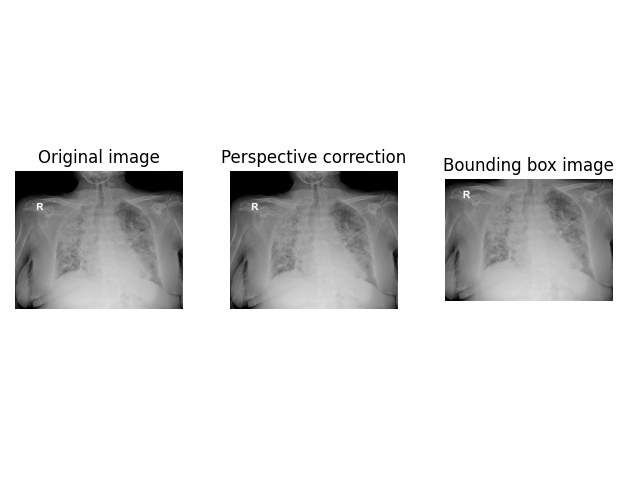 Original image
Perspective correction
Bounding box image
R
R
R